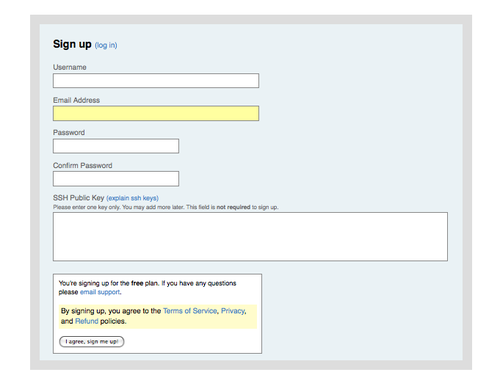 Sign up (log in)
Username
Email Address
Password
Confirm Password
SSH Public Key (explain ssh keys)
Please enter one key only. You may add more later. This field is not required to sign up.
You're signing up for the free plan. If you have any questions
please email support.
By signing up, you agree to the Terms of Service, Privacy,
and Refund policies.
I agree, sign me up!